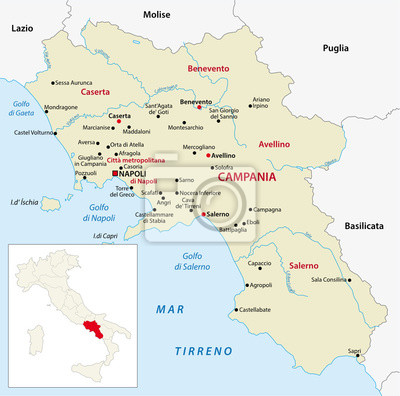 Lazio
Molise
Puglia
Benevento
Sessa Aurunca
Caserta
Golfo
di Gaeta
Mondragone
Sant'Agata
de' Goti
Benevento
Ariano
Irpino
San Giorgio
del Sannio
Caserta
Castel Volturno
Marcianise
Maddaloni
Montesarchio
Aversa
Orta di Atella
Mercogliano
Avellino
Giugliano
in Campania
Afragola
Città metropolitana
di Napoli
Casoria
Avellino
Solofra
Pozzuoli
NAPOLI
CAMPANIA
Torre
del Greco
Sarno
Scafati
Nocera Inferiore
I.d' Ischia
Golfo
di Napoli
Angri
Cava
de' Tirreni
Castellammare
di Stabia
Salerno
Campagna
Eboli
Battipaglia
I.di Capri
Basilicata
Golfo
di Salerno
Capaccio
Salerno
Sala Consilina
Agropoli
MAR
Castellabate
TIRRENO
Sapri